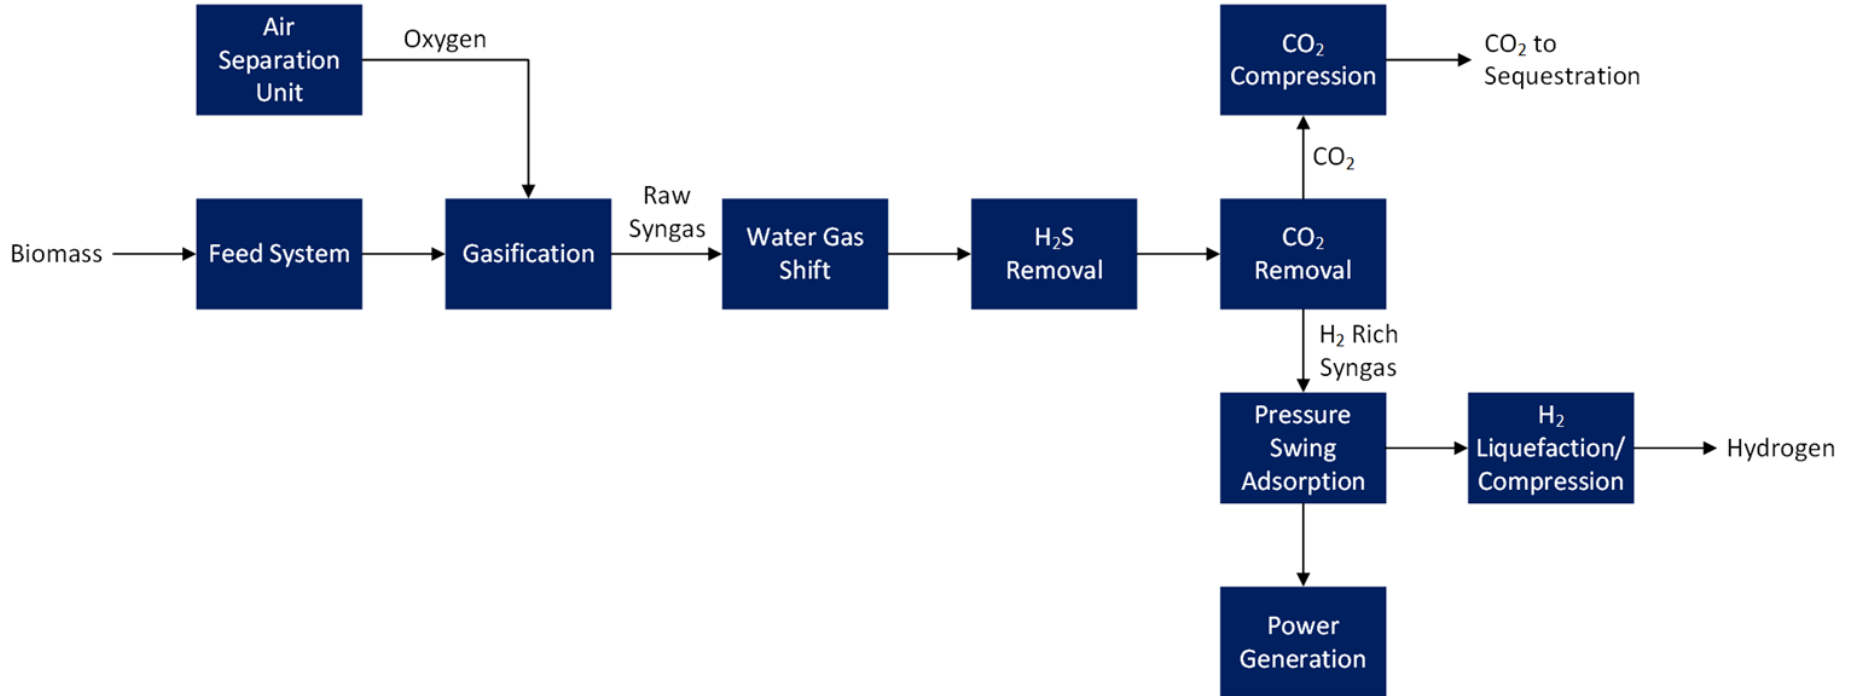 Air
Separation
Unit
Oxygen
CO₂
Compression
CO₂ to
Sequestration
CO₂
Biomass
Feed System
Gasification
Raw
Syngas
Water Gas
Shift
H₂S
Removal
CO₂
Removal
H₂ Rich
Syngas
Pressure
Swing
Adsorption
H₂
Liquefaction/
Compression
Hydrogen
Power
Generation